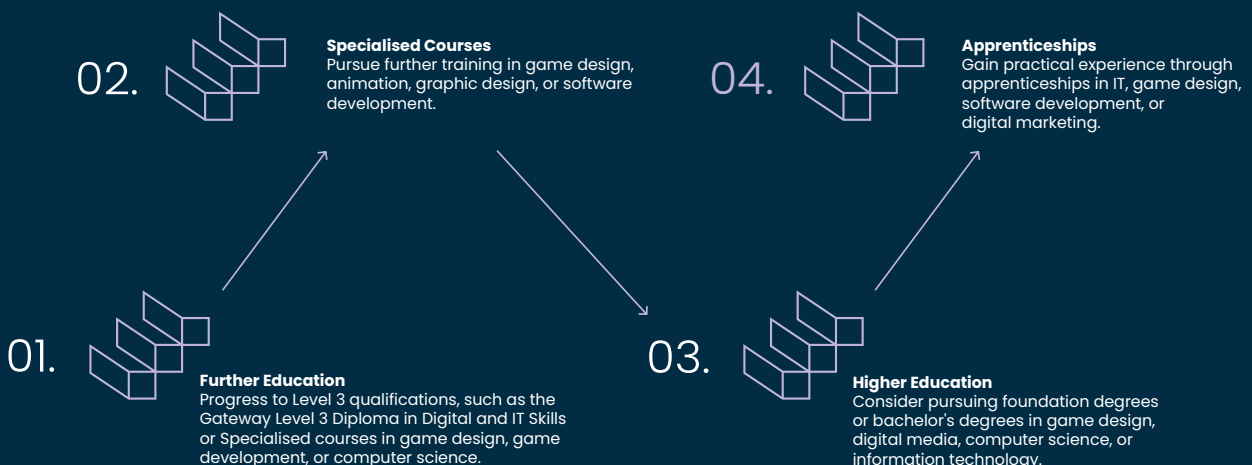 02.
Specialised Courses
Pursue further training in game design,
animation, graphic design, or software
development.
04.
Apprenticeships
Gain practical experience through
apprenticeships in IT, game design,
software development, or
digital marketing.
01.
Further Education
Progress to Level 3 qualifications, such as the
Gateway Level 3 Diploma in Digital and IT Skills
or Specialised courses in game design, game
development, or computer science.
03.
Higher Education
Consider pursuing foundation degrees
or bachelor's degrees in game design,
digital media, computer science, or
information technology.